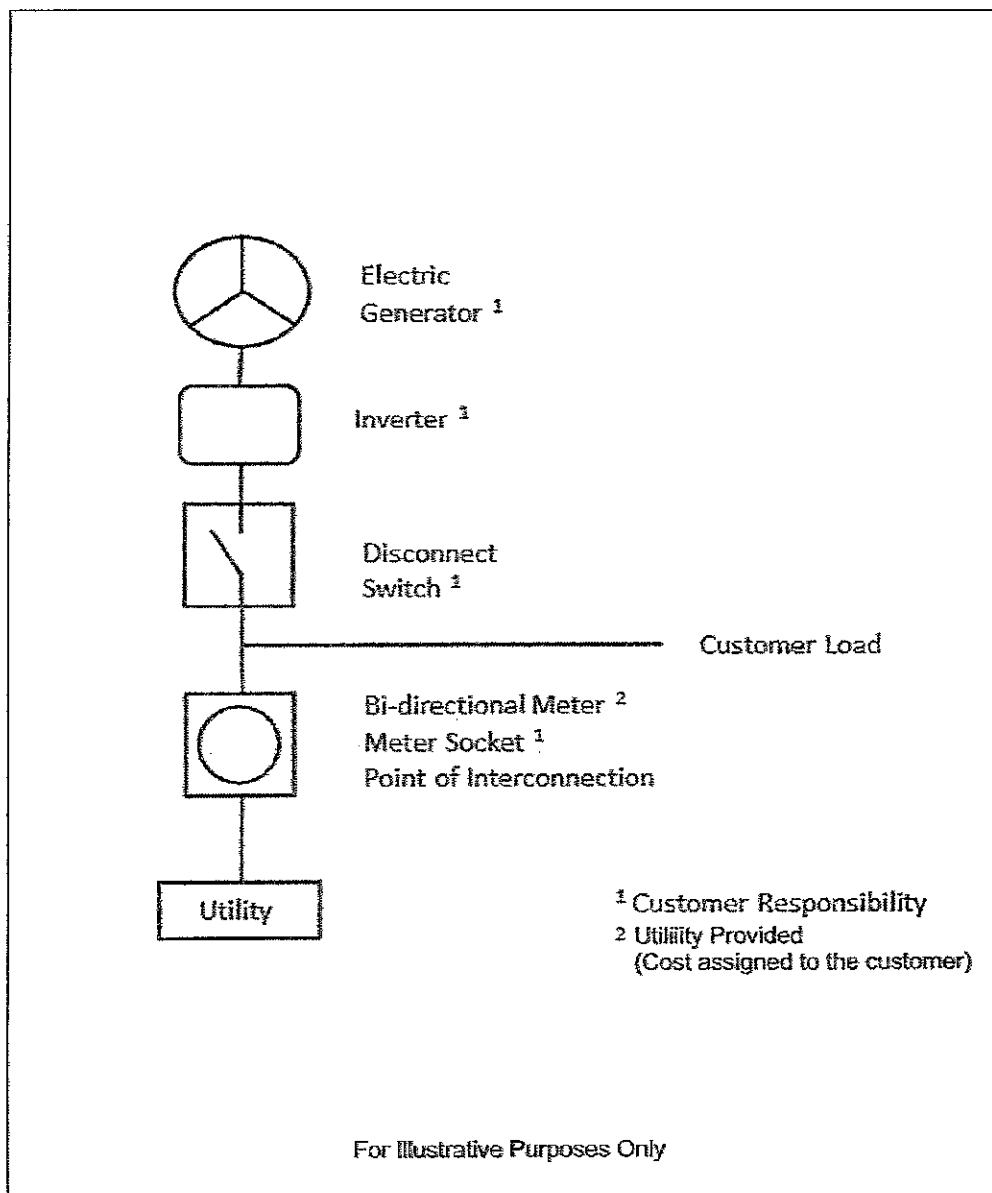 Electric
Generator ¹
Inverter ¹
Disconnect
Switch ¹
Customer Load
Bi-directional Meter ²
Meter Socket ¹
Point of Interconnection
Utility
¹ Customer Responsibility
² Utiliiity Provided
(Cost assigned to the customer)
For Illustrative Purposes Only